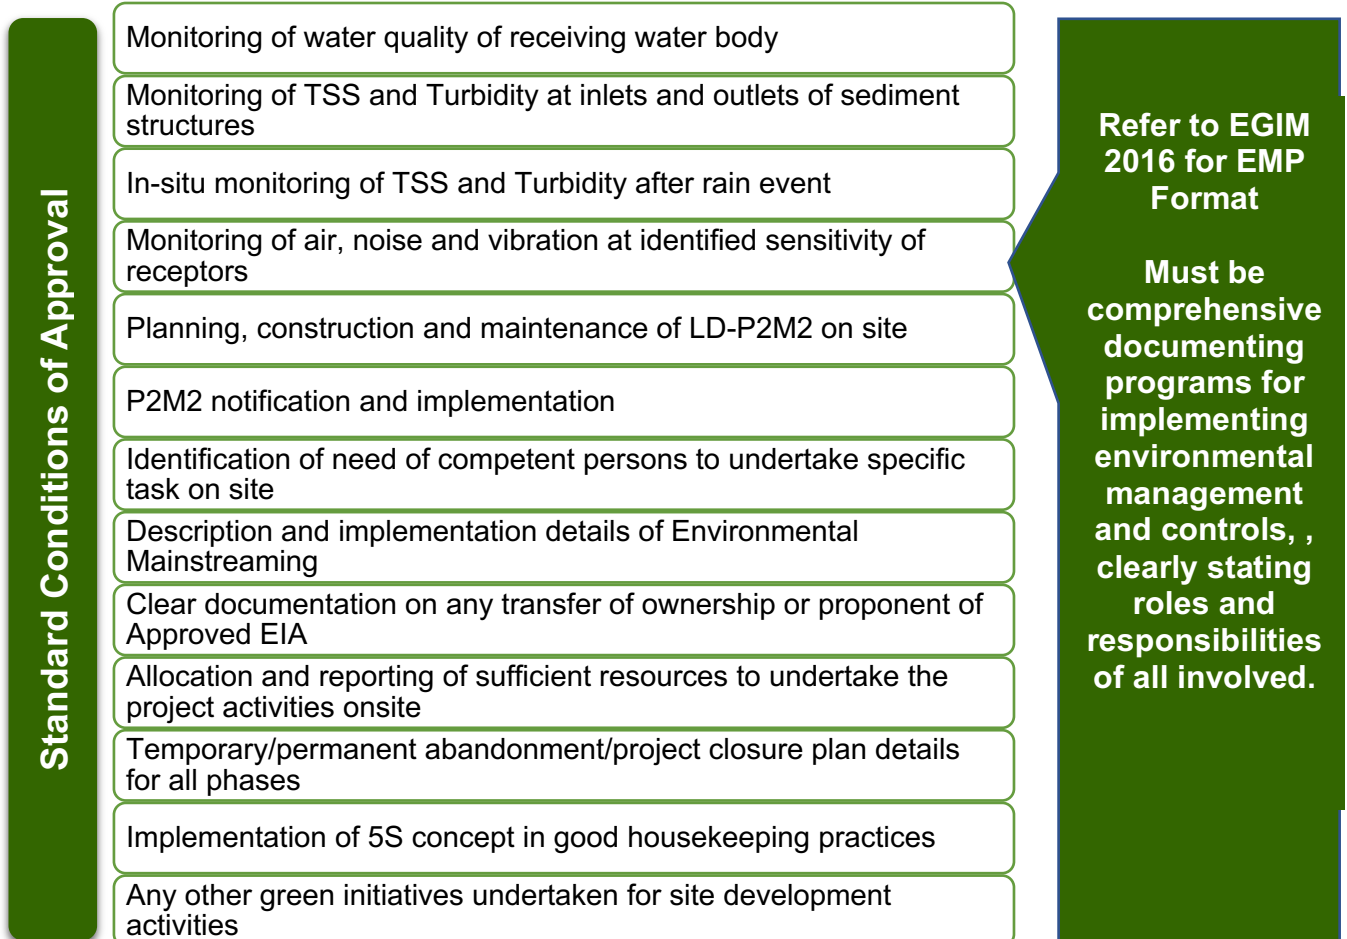 Standard Conditions of Approval
Monitoring of water quality of receiving water body
Monitoring of TSS and Turbidity at inlets and outlets of sediment
structures
In-situ monitoring of TSS and Turbidity after rain event
Monitoring of air, noise and vibration at identified sensitivity of
receptors
Planning, construction and maintenance of LD-P2M2 on site
P2M2 notification and implementation
Identification of need of competent persons to undertake specific
task on site
Description and implementation details of Environmental
Mainstreaming
Clear documentation on any transfer of ownership or proponent of
Approved EIA
Allocation and reporting of sufficient resources to undertake the
project activities onsite
Temporary/permanent abandonment/project closure plan details
for all phases
Implementation of 5S concept in good housekeeping practices
Any other green initiatives undertaken for site development
activities
Refer to EGIM
2016 for EMP
Format
Must be
comprehensive
documenting
programs for
implementing
environmental
management
and controls, ,
clearly stating
roles and
responsibilities
of all involved.